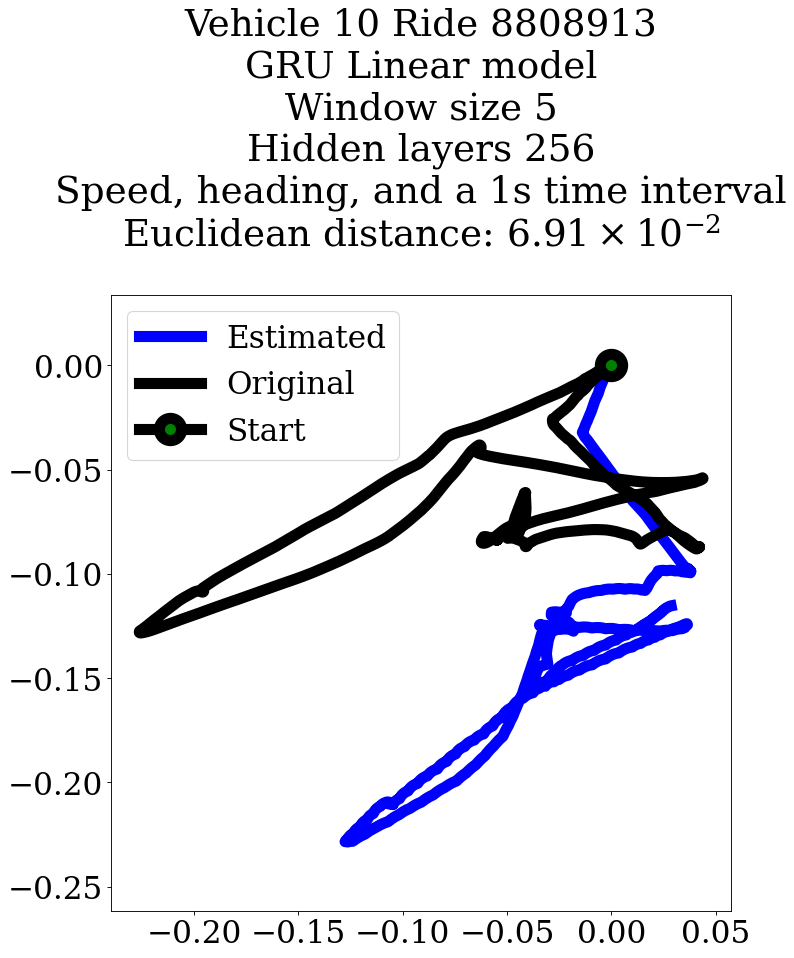 Vehicle 10 Ride 8808913
GRU Linear model
Window size 5
Hidden layers 256
Speed, heading, and a 1s time interval
Euclidean distance: 6.91 × 10⁻²
Estimated
Original
Start
0.00
−0.05
−0.10
−0.15
−0.20
−0.25
−0.20 −0.15 −0.10 −0.05 0.00 0.05